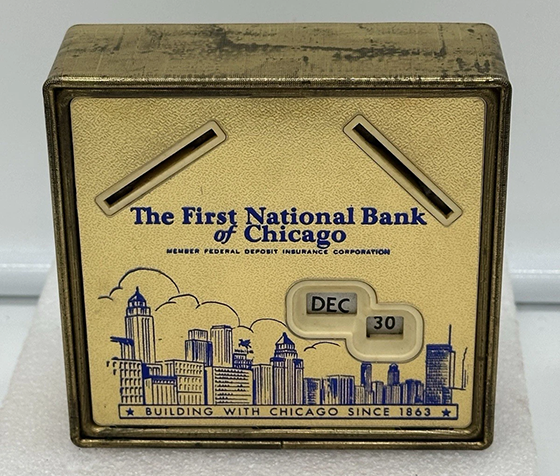 The First National Bank
of Chicago
MEMBER FEDERAL DEPOSIT INSURANCE CORPORATION
DEC
30
★ BUILDING WITH CHICAGO SINCE 1863 ★